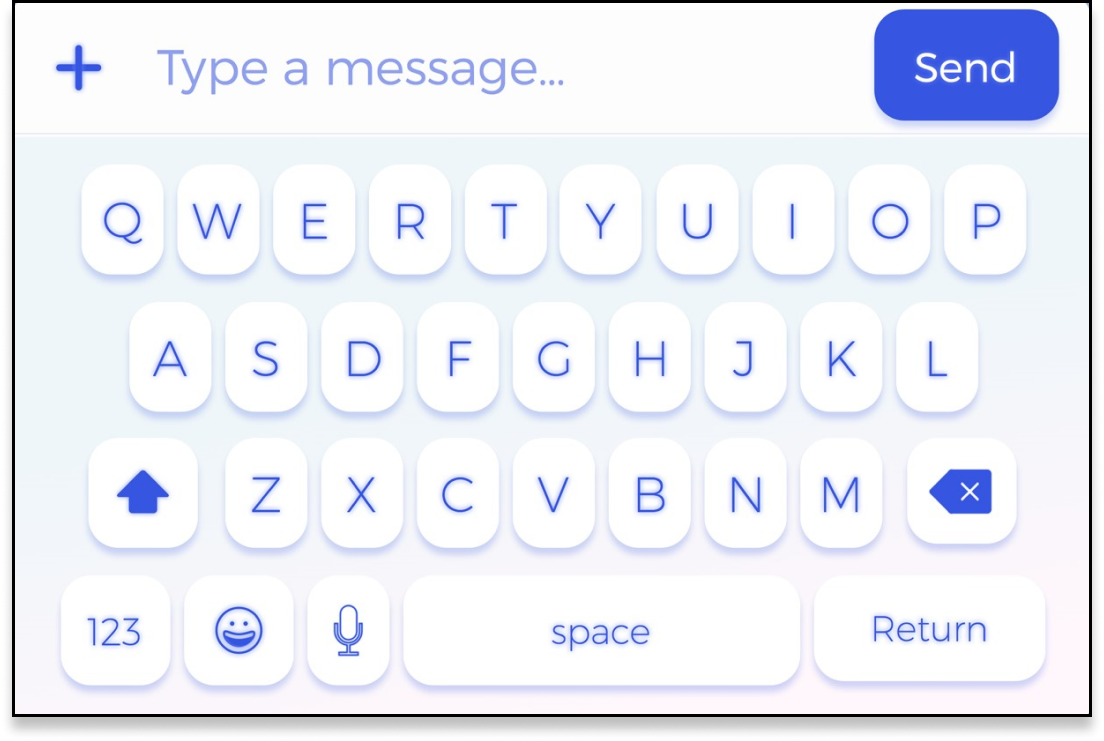 Type a message... Send
Q W E R T Y U I O P
A S D F G H J K L
Z X C V B N M
123 space Return